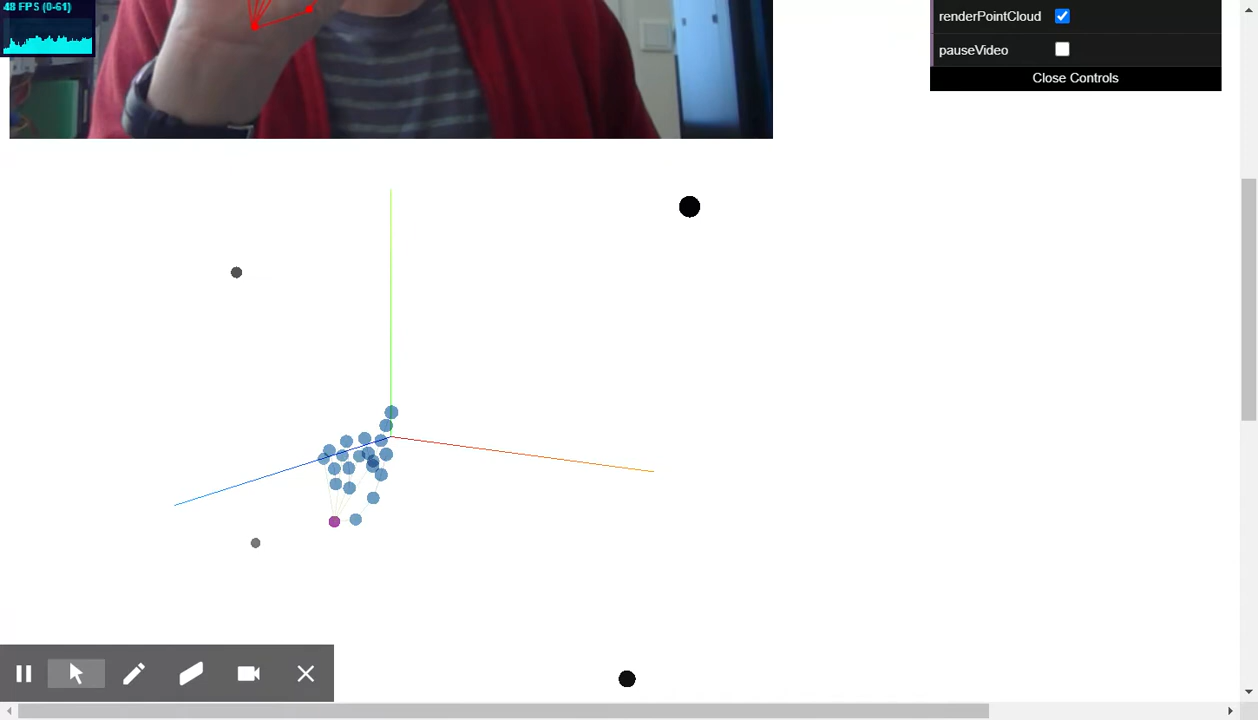 48 FPS (0-61)
renderPointCloud
pauseVideo
Close Controls